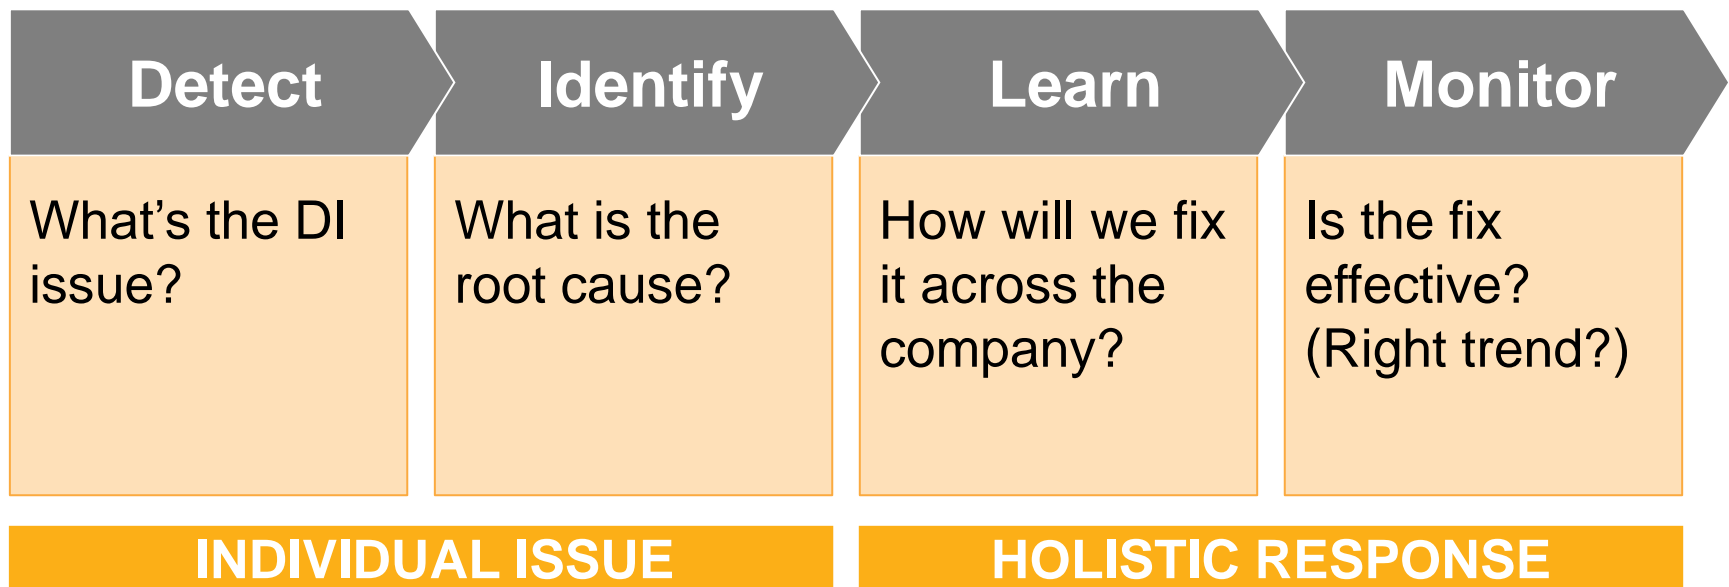 Detect
Identify
Learn
Monitor
What’s the DI
issue?
What is the
root cause?
How will we fix
it across the
company?
Is the fix
effective?
(Right trend?)
INDIVIDUAL ISSUE
HOLISTIC RESPONSE